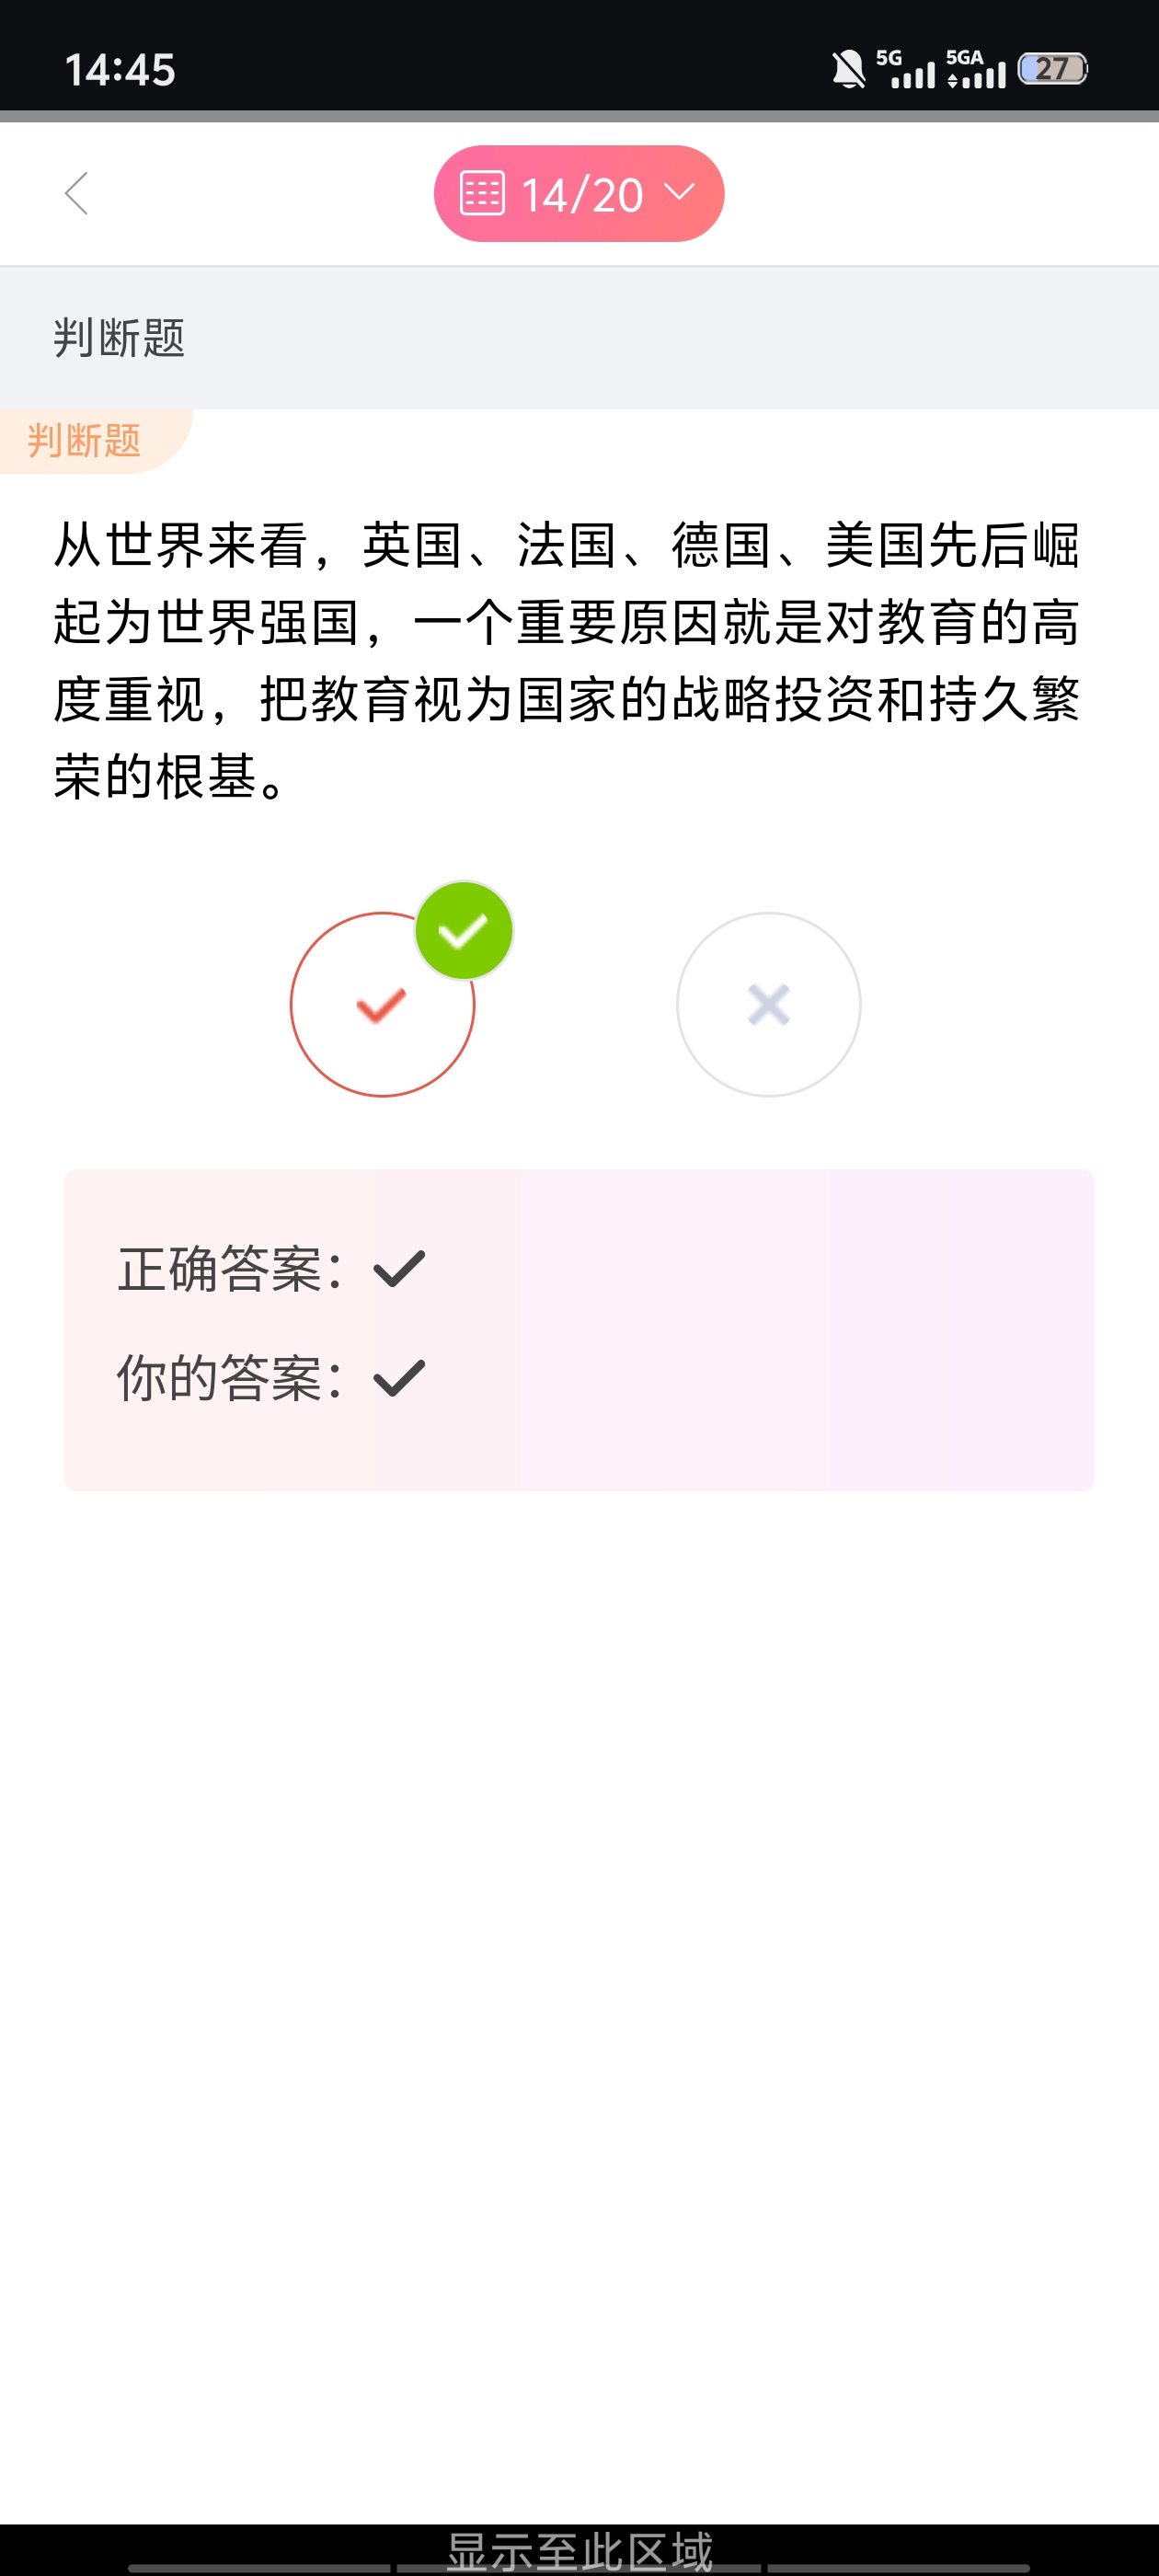 14:45
5G 5GA 27
14/20
判断题
判断题
从世界来看，英国、法国、德国、美国先后崛
起为世界强国，一个重要原因就是对教育的高
度重视，把教育视为国家的战略投资和持久繁
荣的根基。
正确答案：✓
你的答案：✓
显示至此区域